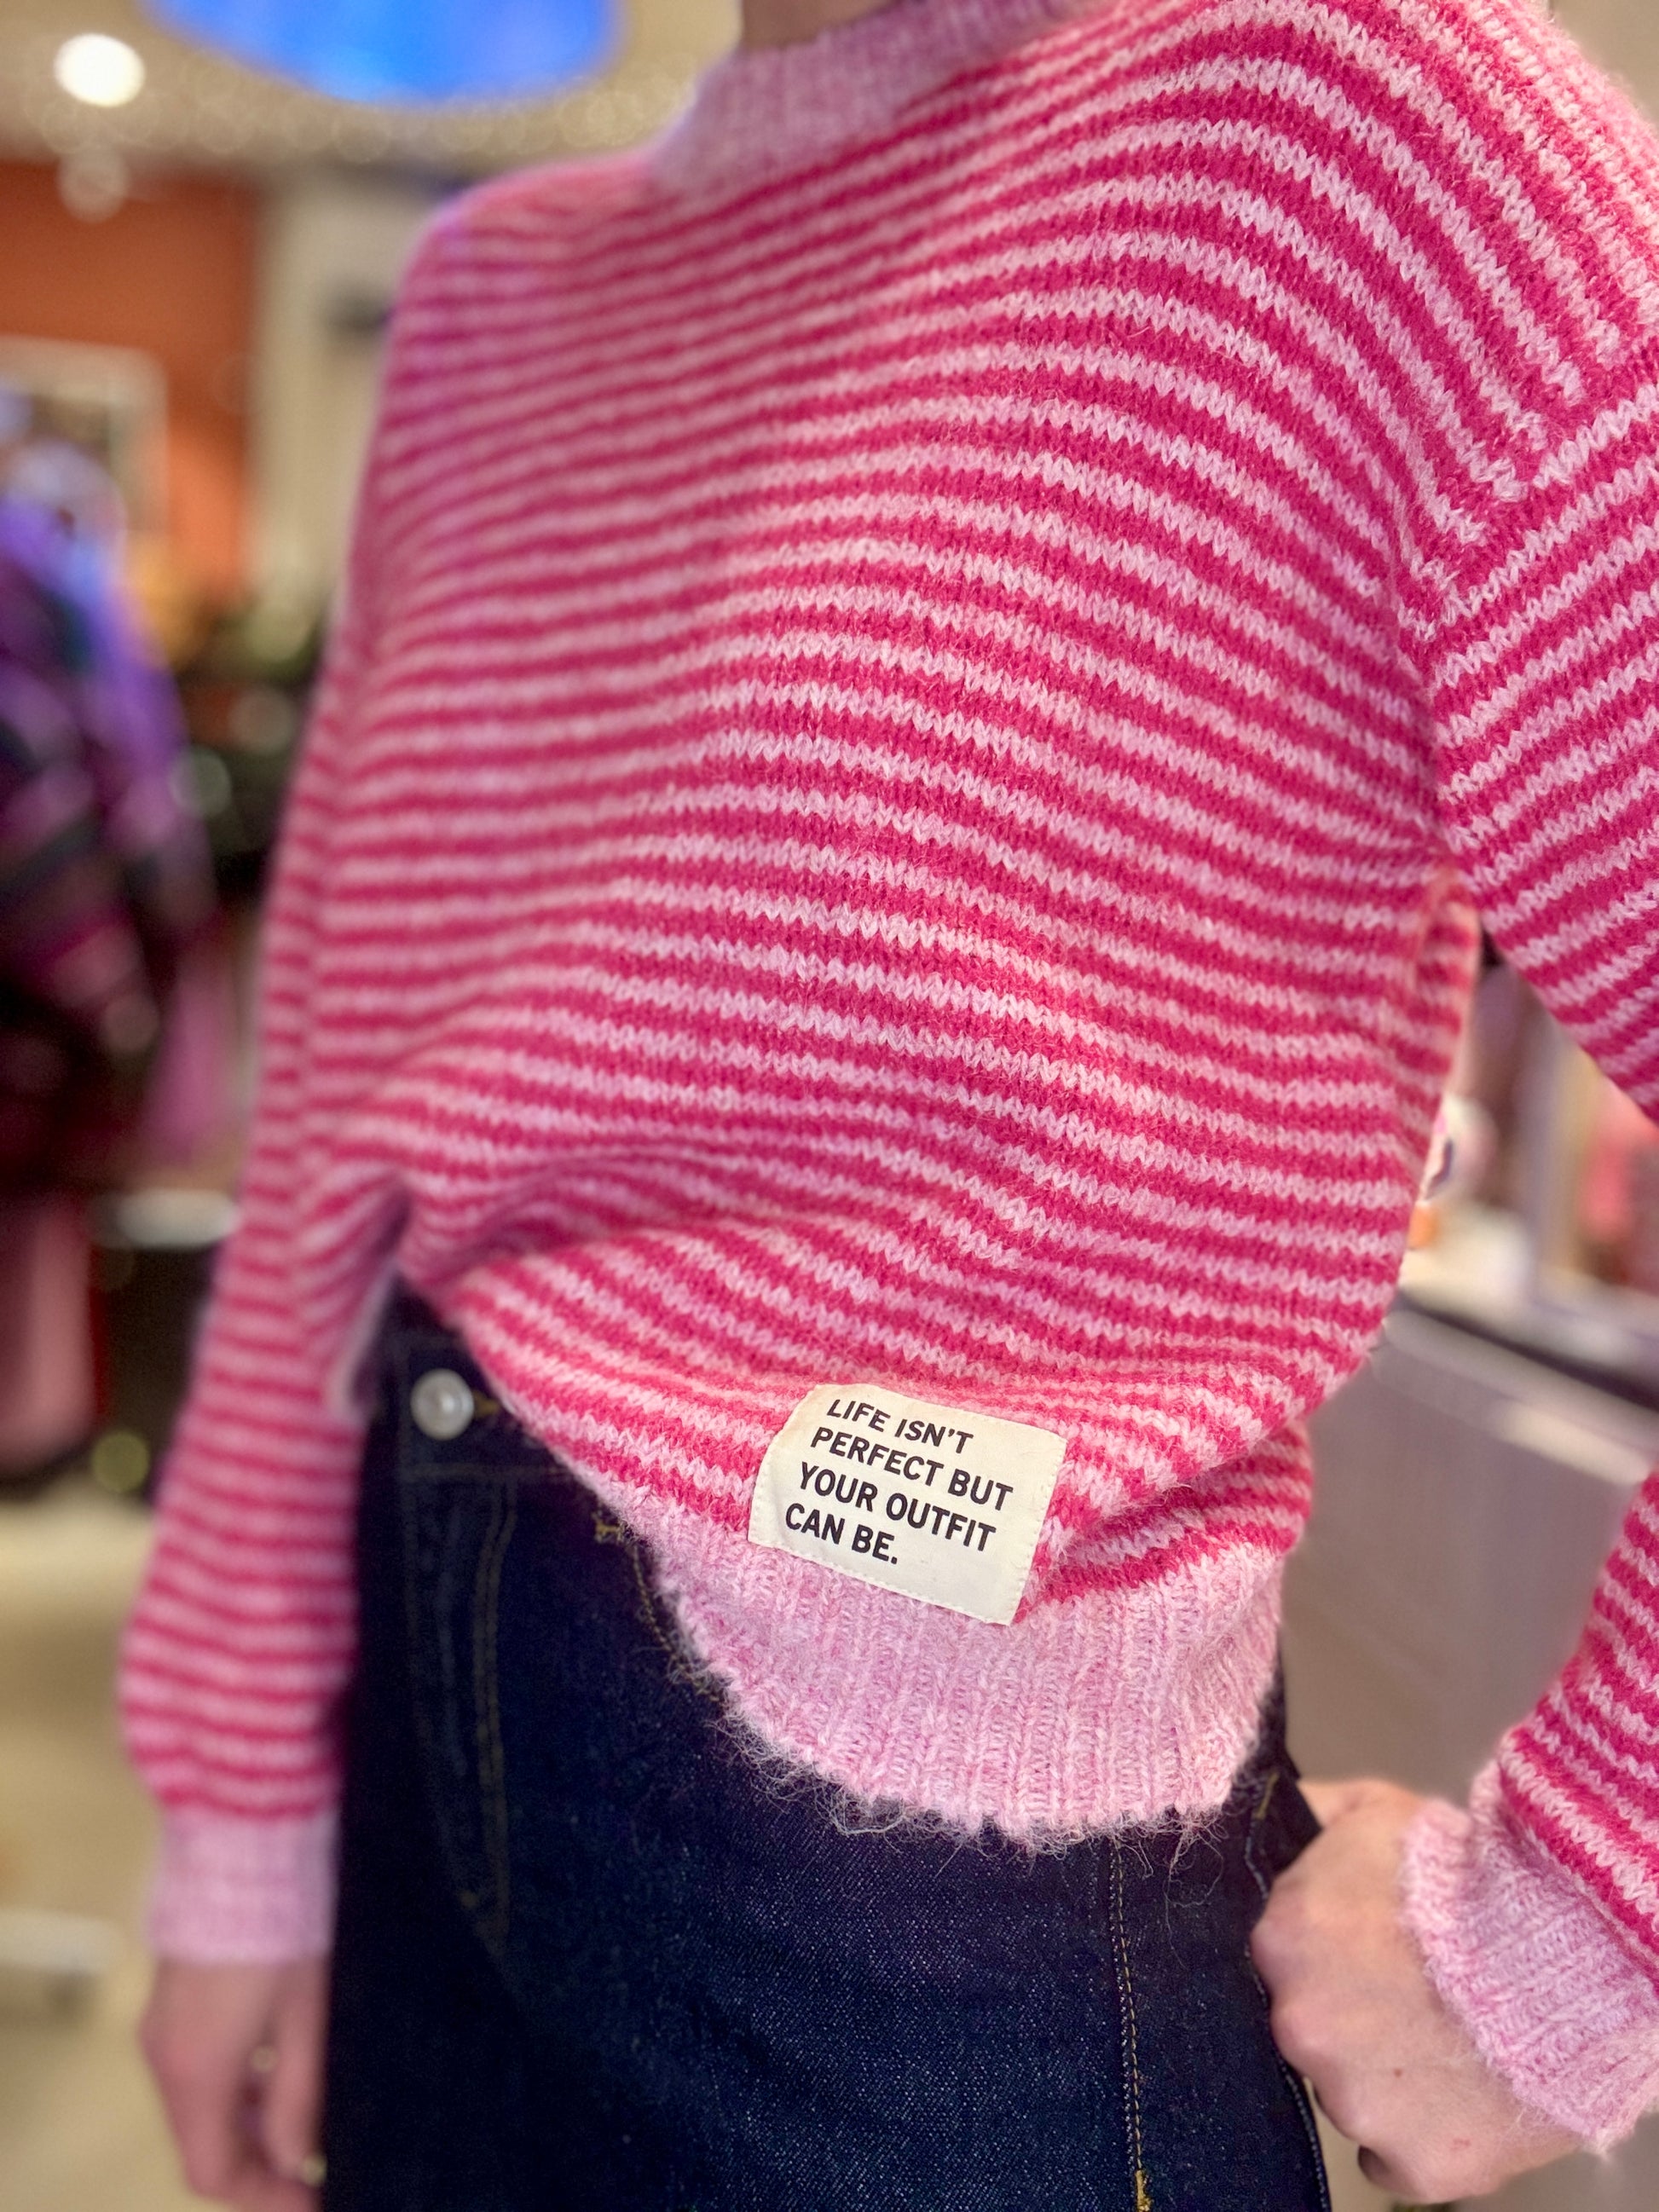 LIFE ISN'T
PERFECT BUT
YOUR OUTFIT
CAN BE.